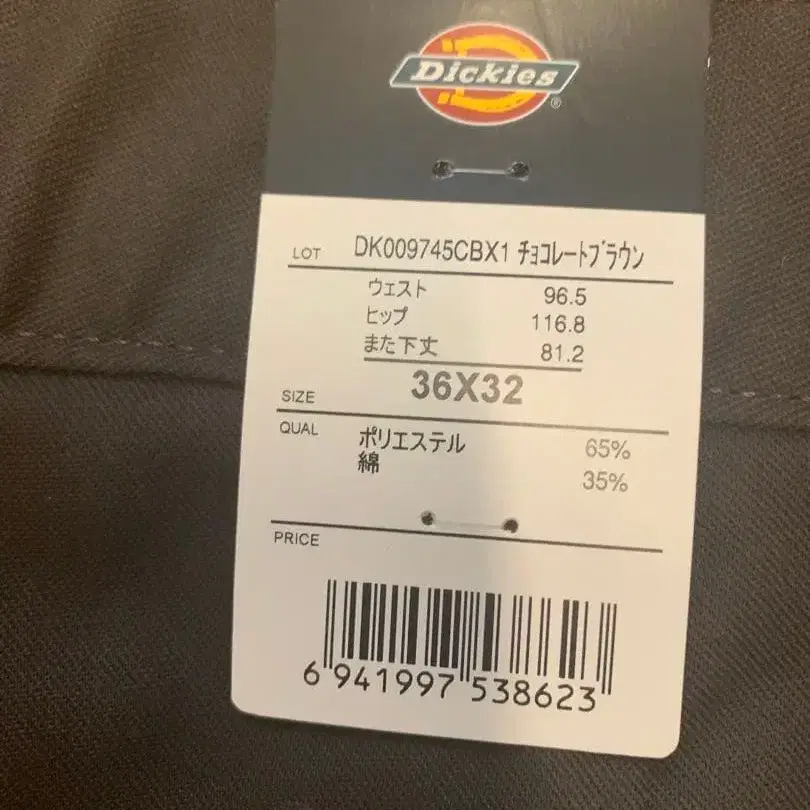 Dickies®
LOT DK009745CBX1 チョコレートブラウン
ウェスト 96.5
ヒップ 116.8
また下丈 81.2
SIZE 36X32
QUAL ポリエステル 65%
綿 35%
PRICE
6 941997 538623